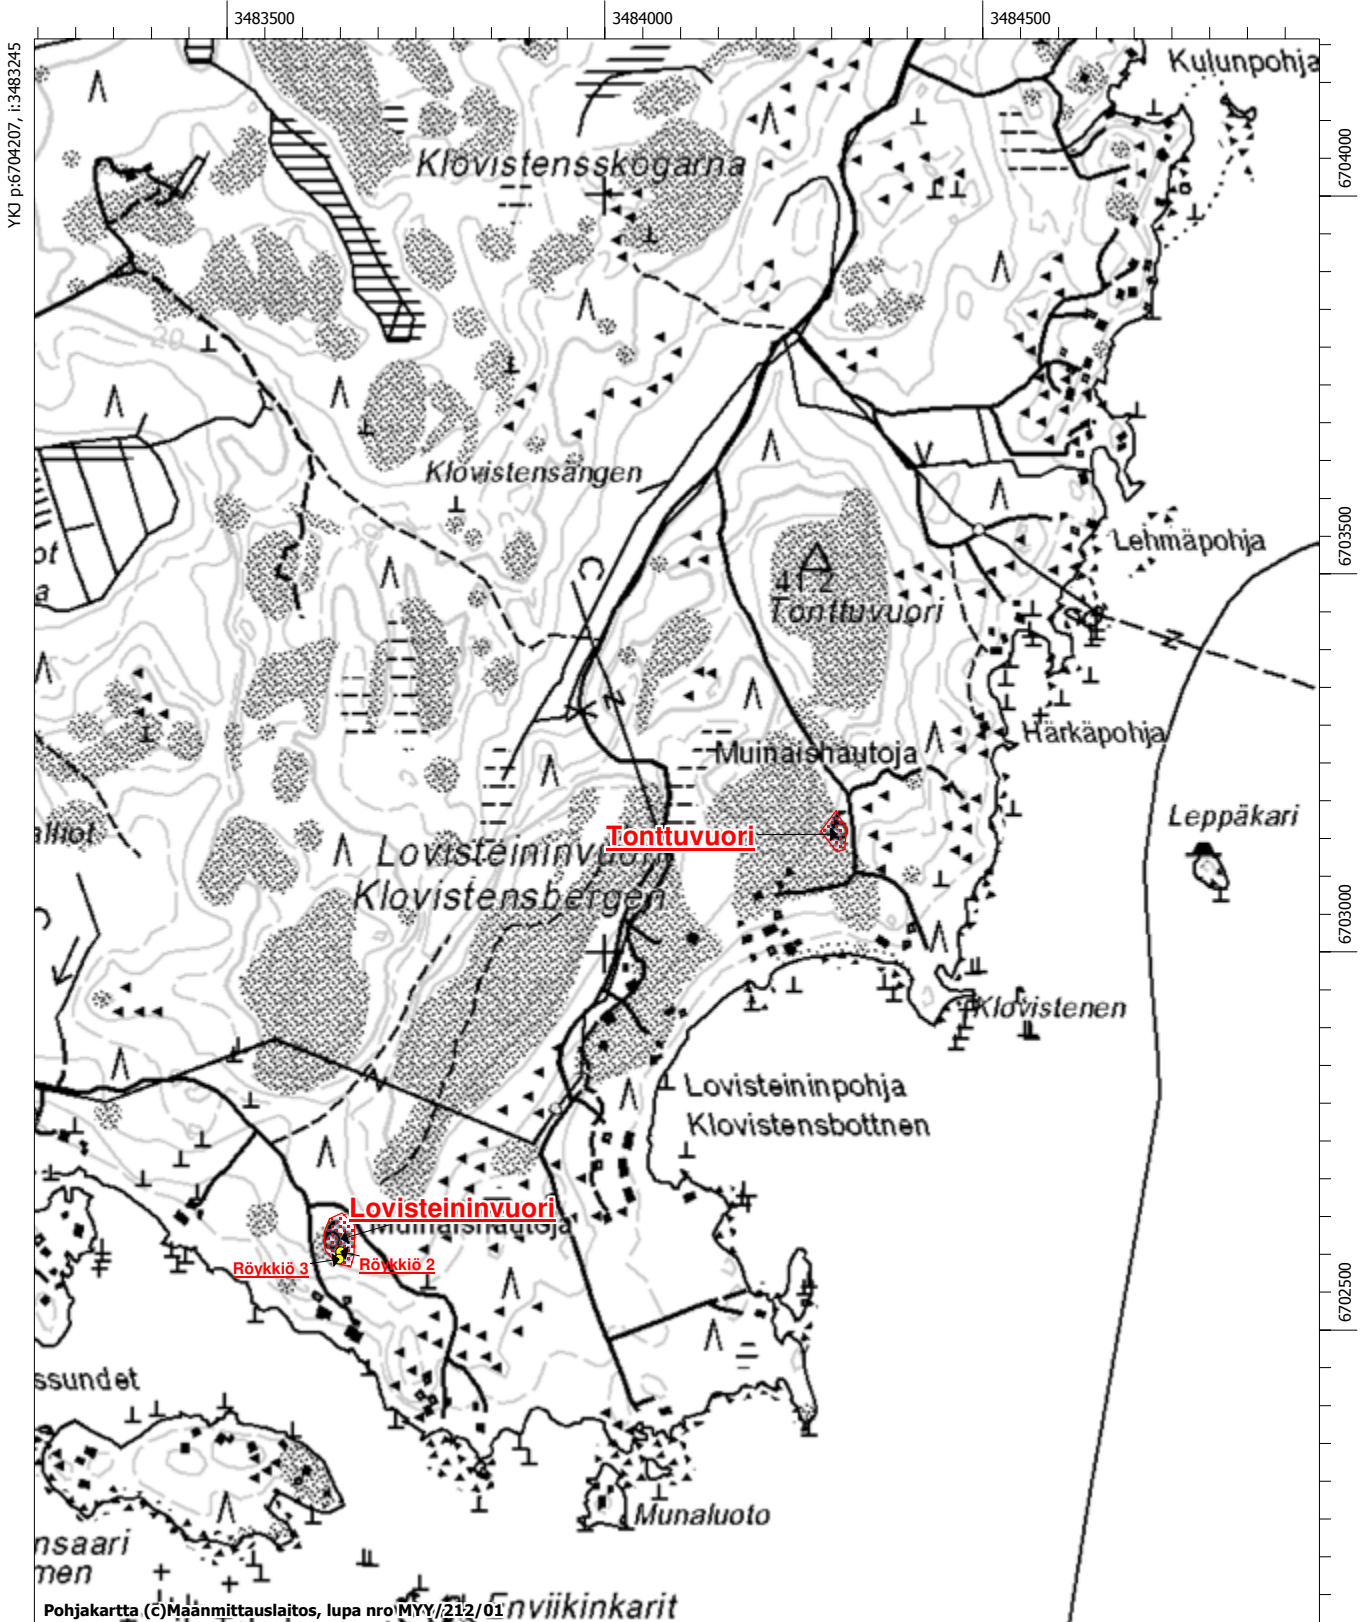 3483500
3484000
3484500
YKJ p:6704207, i:3483245
Kulunpohja
6704000
Klovistensskogarna
20
Klovistensängen
6703500
Lehmäpohja
41.2
Tonttuvuori
ot
a
Härkäpohja
Muinaishautoja
Leppäkari
alliot
Tonttuvuori
Lovisteininvuori
Klovistensbergen
6703000
Klovistenen
Lovisteininpohja
Klovistensbottnen
Lovisteininvuori
Muinaishautoja
Röykkiö 3
Röykkiö 2
6702500
ssundet
Munaluoto
nsaari
men
Enviikinkarit
Pohjakartta (c)Maanmittauslaitos, lupa nro MYY/212/01